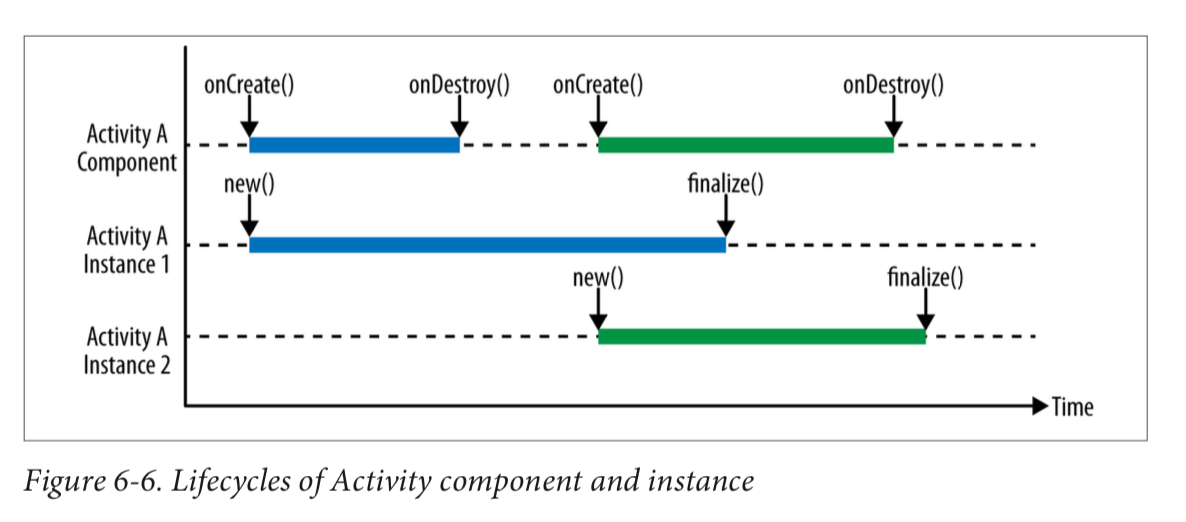 onCreate() onDestroy() onCreate() onDestroy()
Activity A
Component
new() finalize()
Activity A
Instance 1
new() finalize()
Activity A
Instance 2
Time
Figure 6-6. Lifecycles of Activity component and instance